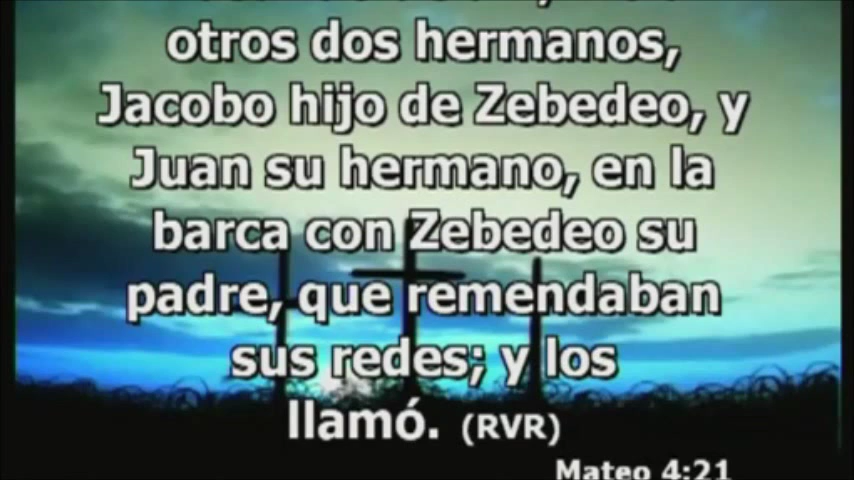 otros dos hermanos,
Jacobo hijo de Zebedeo, y
Juan su hermano, en la
barca con Zebedeo su
padre, que remendaban
sus redes; y los
llamó. (RVR)
Mateo 4:21